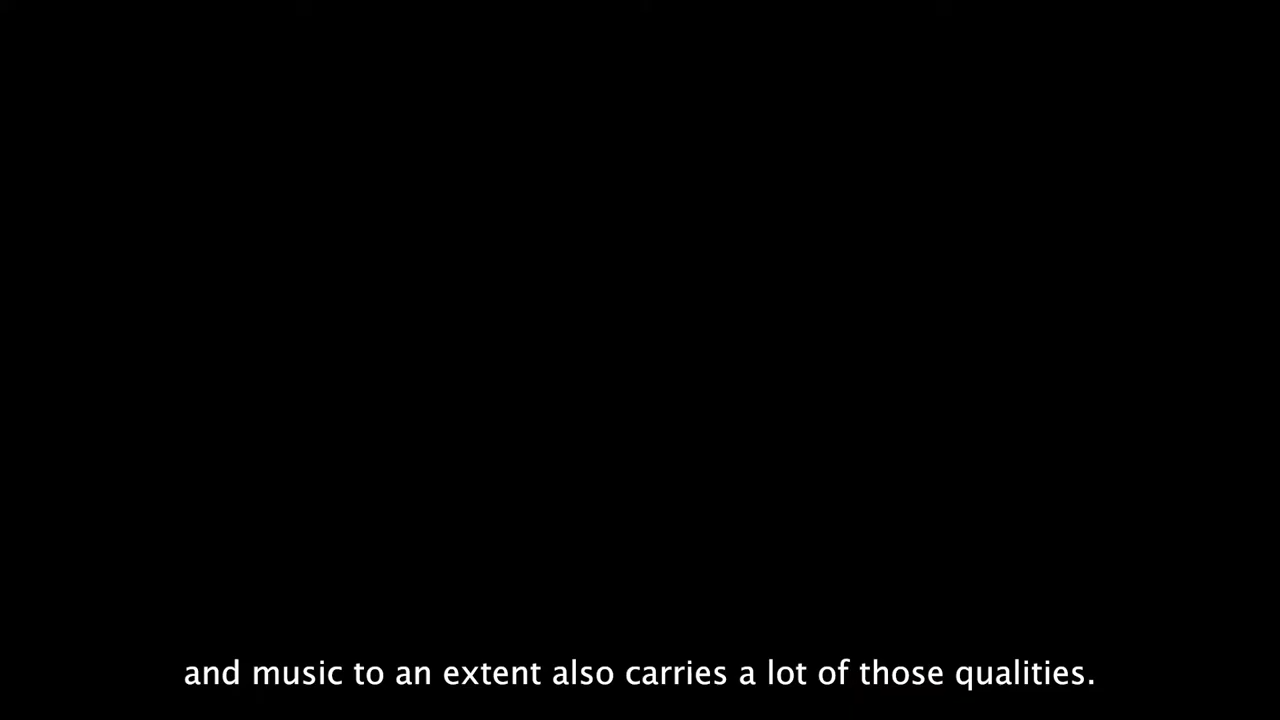 and music to an extent also carries a lot of those qualities.